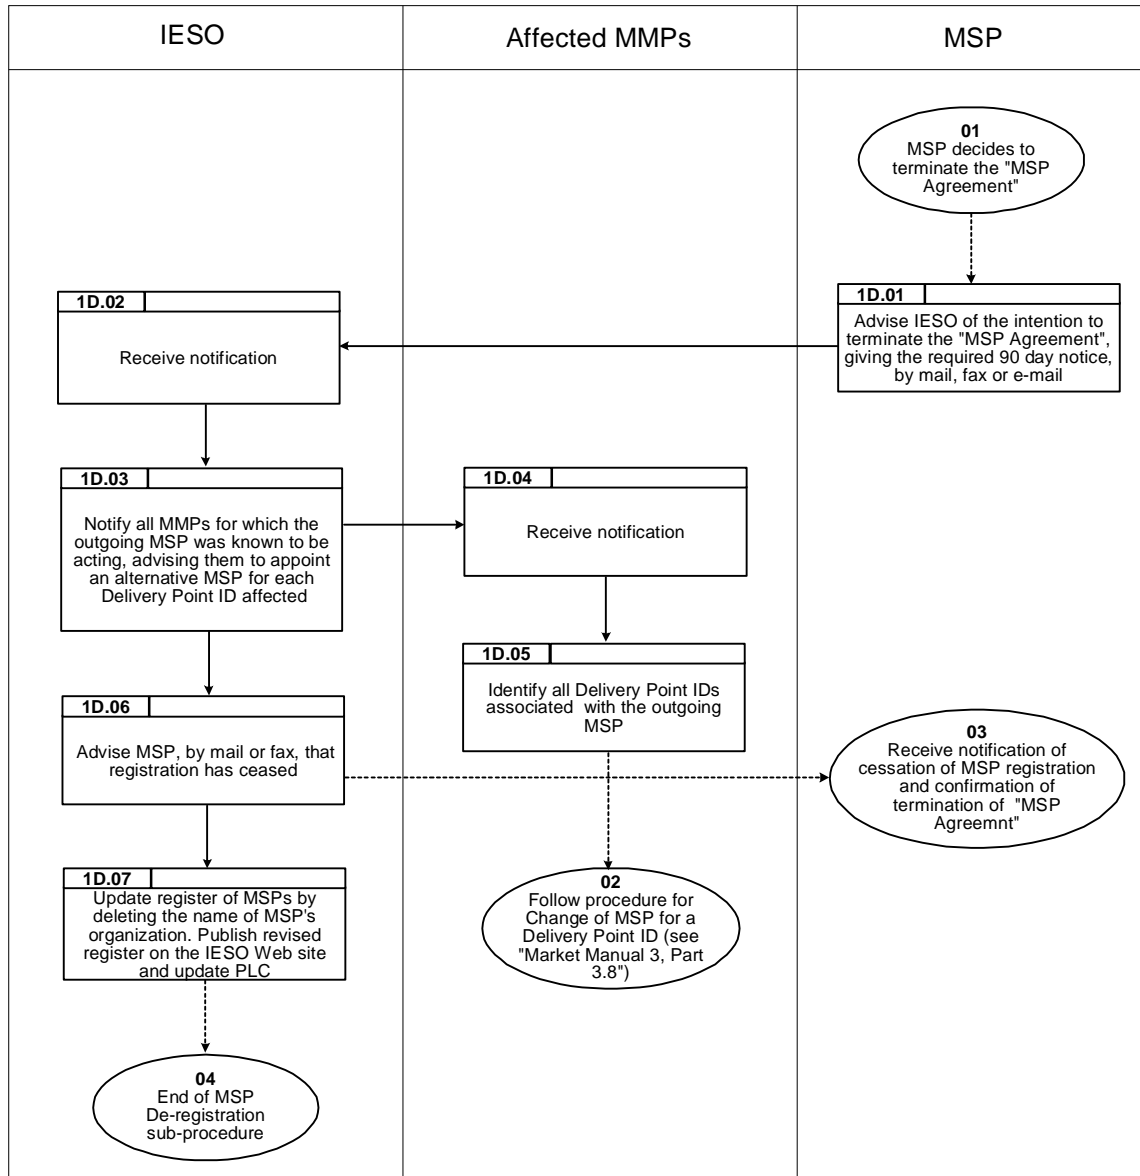 IESO
Affected MMPs
MSP
01
MSP decides to
terminate the "MSP
Agreement"
1D.01
Advise IESO of the intention to
terminate the "MSP Agreement",
giving the required 90 day notice,
by mail, fax or e-mail
1D.02
Receive notification
1D.03
Notify all MMPs for which the
outgoing MSP was known to be
acting, advising them to appoint
an alternative MSP for each
Delivery Point ID affected
1D.04
Receive notification
1D.05
Identify all Delivery Point IDs
associated with the outgoing
MSP
1D.06
Advise MSP, by mail or fax, that
registration has ceased
03
Receive notification of
cessation of MSP registration
and confirmation of
termination of "MSP
Agreemnt"
1D.07
Update register of MSPs by
deleting the name of MSP's
organization. Publish revised
register on the IESO Web site
and update PLC
02
Follow procedure for
Change of MSP for a
Delivery Point ID (see
"Market Manual 3, Part
3.8")
04
End of MSP
De-registration
sub-procedure